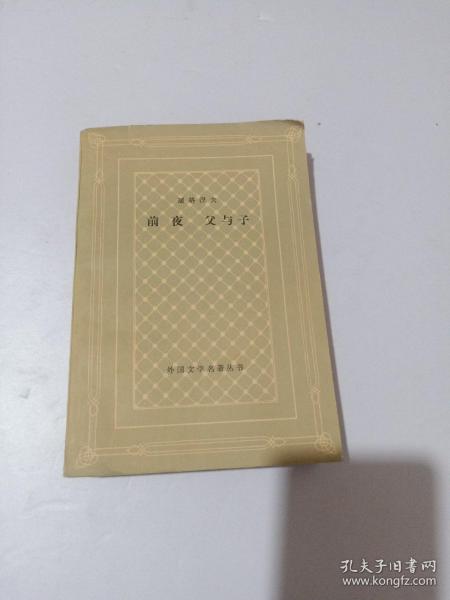 屠格涅夫
前夜 父与子
外国文学名著丛书
孔夫子旧书网
www.kongfz.com